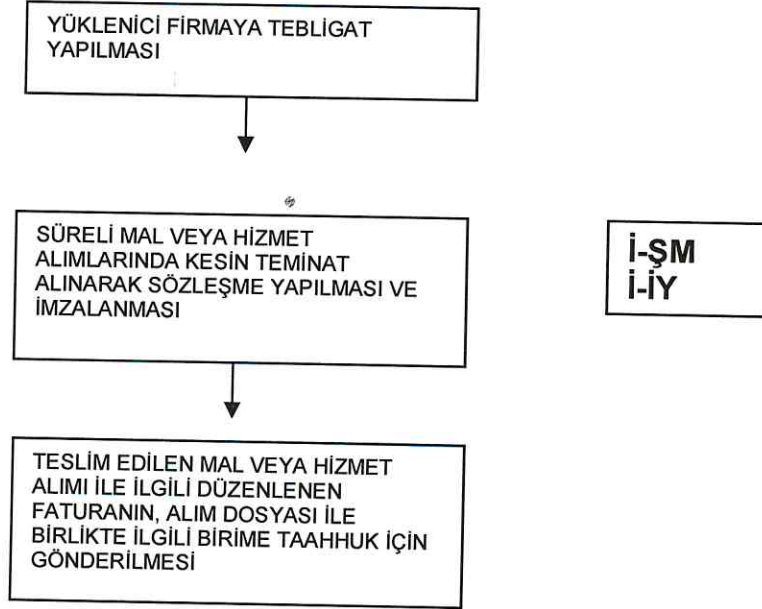 YÜKLENİCİ FİRMAYA TEBLİGAT
YAPILMASI
SÜRELİ MAL VEYA HİZMET
ALIMLARINDA KESİN TEMİNAT
ALINARAK SÖZLEŞME YAPILMASI VE
İMZALANMASI
İ-ŞM
İ-İY
TESLİM EDİLEN MAL VEYA HİZMET
ALIMI İLE İLGİLİ DÜZENLENEN
FATURANIN, ALIM DOSYASI İLE
BİRLİKTE İLGİLİ BİRİME TAAHHUK İÇİN
GÖNDERİLMESİ